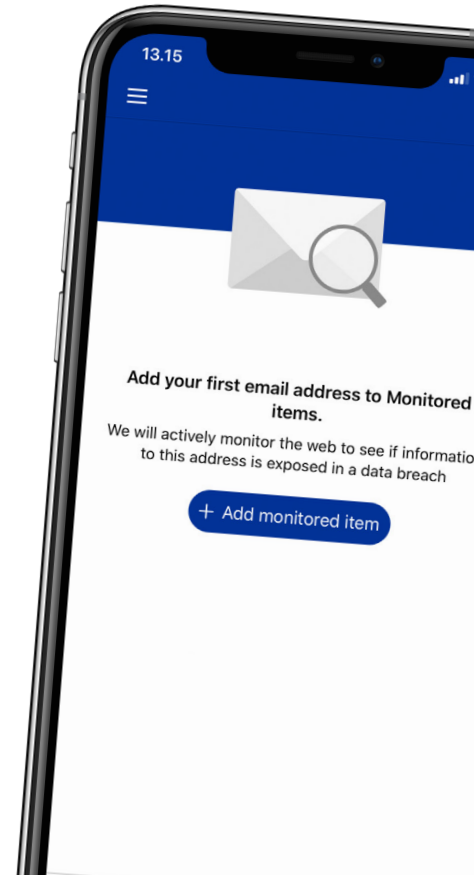 13.15
Add your first email address to Monitored
items.
We will actively monitor the web to see if informatio
to this address is exposed in a data breach
+ Add monitored item